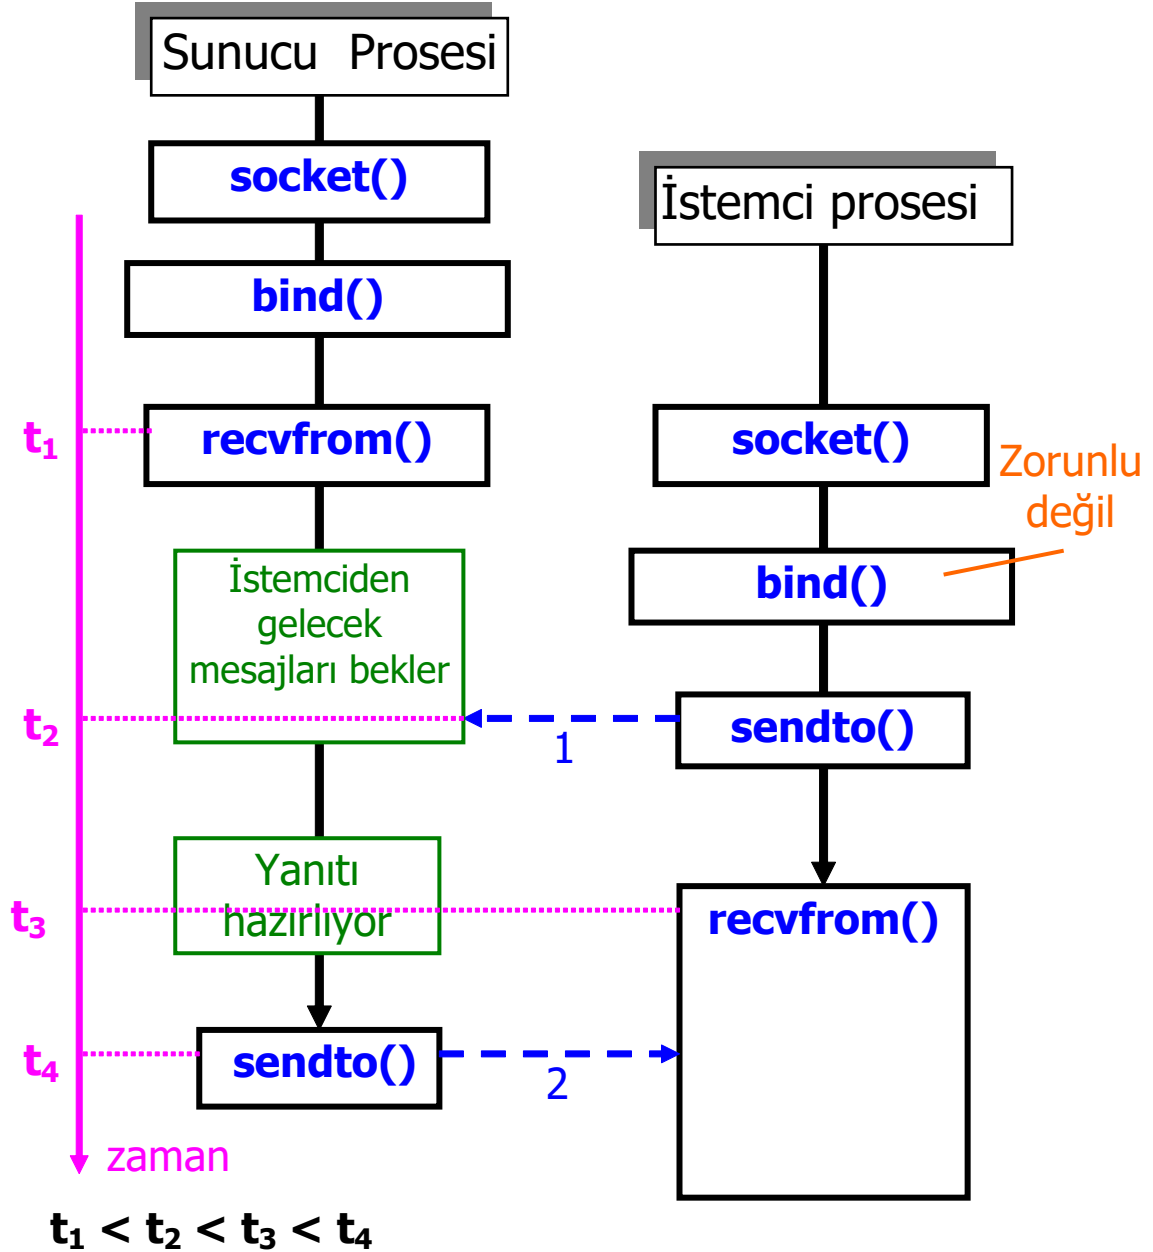 Sunucu Prosesi
socket()
bind()
t1
recvfrom()
İstemciden
gelecek
mesajları bekler
t2
1
Yanıtı
hazırlıyor
t3
t4
sendto()
2
zaman
t1 < t2 < t3 < t4
İstemci prosesi
socket()
Zorunlu
değil
bind()
sendto()
recvfrom()